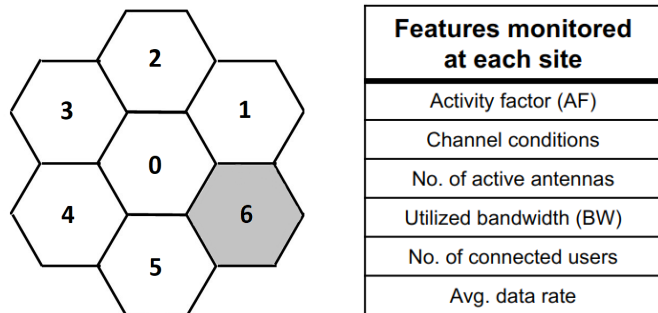 2
3
1
0
4
6
5
Features monitored
at each site
Activity factor (AF)
Channel conditions
No. of active antennas
Utilized bandwidth (BW)
No. of connected users
Avg. data rate